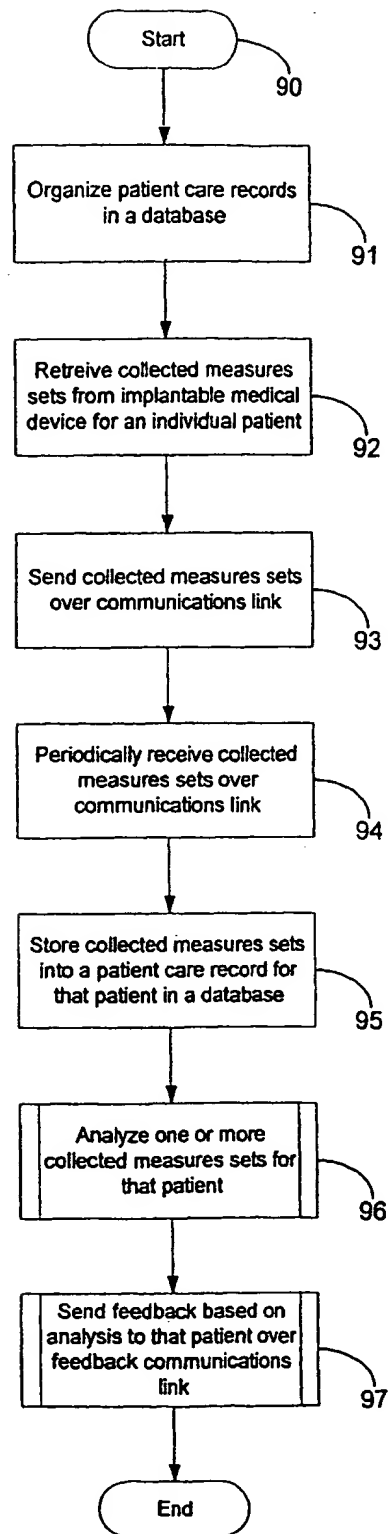 Start
90
Organize patient care records
in a database
91
Retreive collected measures
sets from implantable medical
device for an individual patient
92
Send collected measures sets
over communications link
93
Periodically receive collected
measures sets over
communications link
94
Store collected measures sets
into a patient care record for
that patient in a database
95
Analyze one or more
collected measures sets for
that patient
96
Send feedback based on
analysis to that patient over
feedback communications
link
97
End